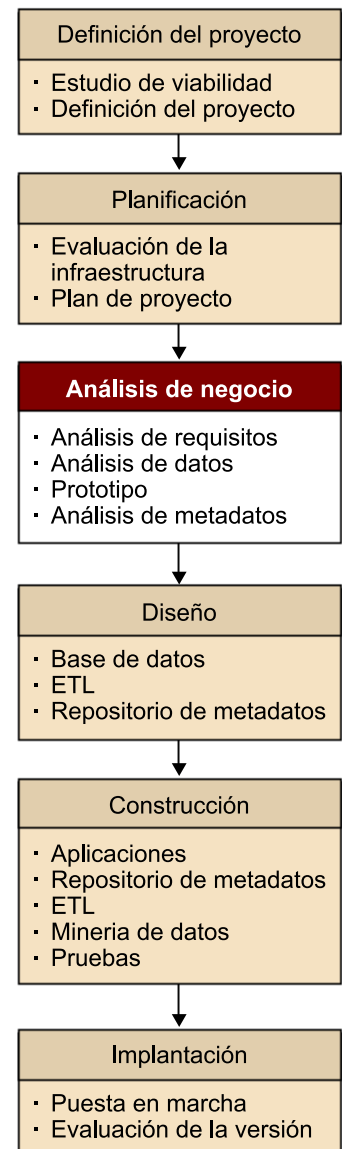 Definición del proyecto
· Estudio de viabilidad
· Definición del proyecto
Planificación
· Evaluación de la
infraestructura
· Plan de proyecto
Análisis de negocio
· Análisis de requisitos
· Análisis de datos
· Prototipo
· Análisis de metadatos
Diseño
· Base de datos
· ETL
· Repositorio de metadatos
Construcción
· Aplicaciones
· Repositorio de metadatos
· ETL
· Mineria de datos
· Pruebas
Implantación
· Puesta en marcha
· Evaluación de la versión